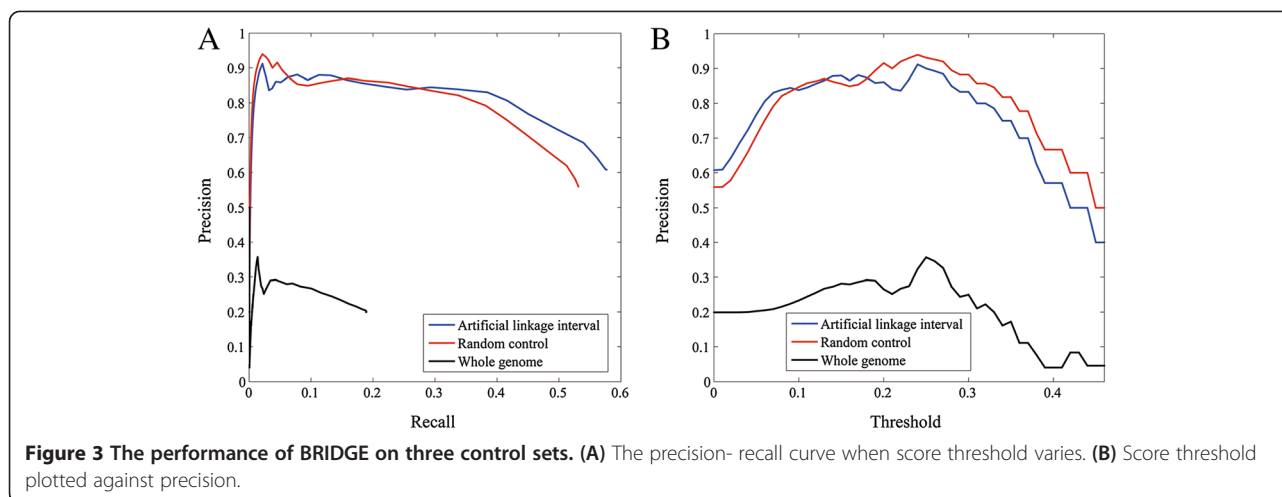 A
1
0.9
0.8
0.7
0.6
0.5
0.4
0.3
0.2
0.1
0
Precision
0 0.1 0.2 0.3 0.4 0.5 0.6
Recall
Artificial linkage interval
Random control
Whole genome
B
1
0.9
0.8
0.7
0.6
0.5
0.4
0.3
0.2
0.1
0
Precision
0 0.1 0.2 0.3 0.4
Threshold
Artificial linkage interval
Random control
Whole genome
Figure 3 The performance of BRIDGE on three control sets. (A) The precision- recall curve when score threshold varies. (B) Score threshold
plotted against precision.